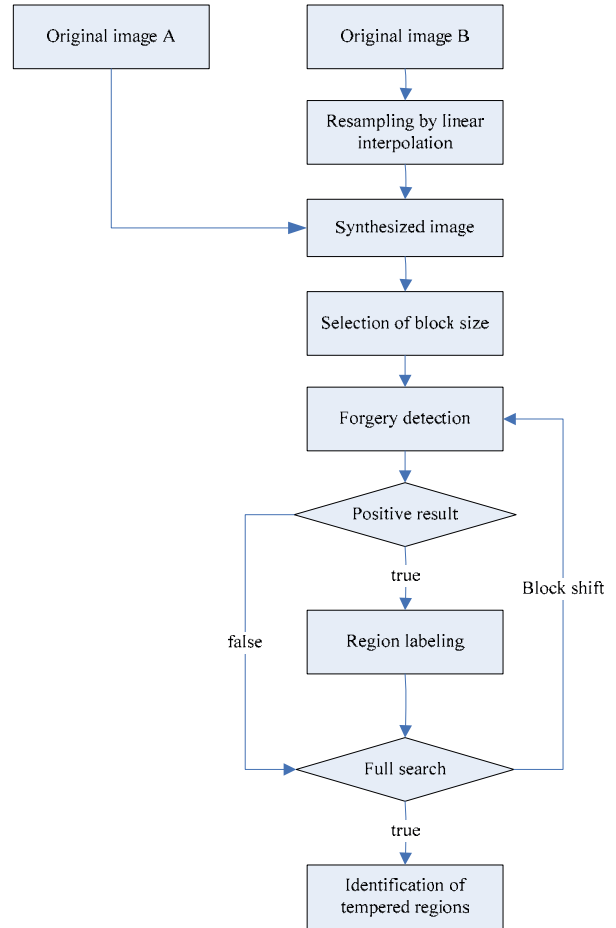 Original image A
Original image B
Resampling by linear
interpolation
Synthesized image
Selection of block size
Forgery detection
Positive result
true
Block shift
false
Region labeling
Full search
true
Identification of
tempered regions